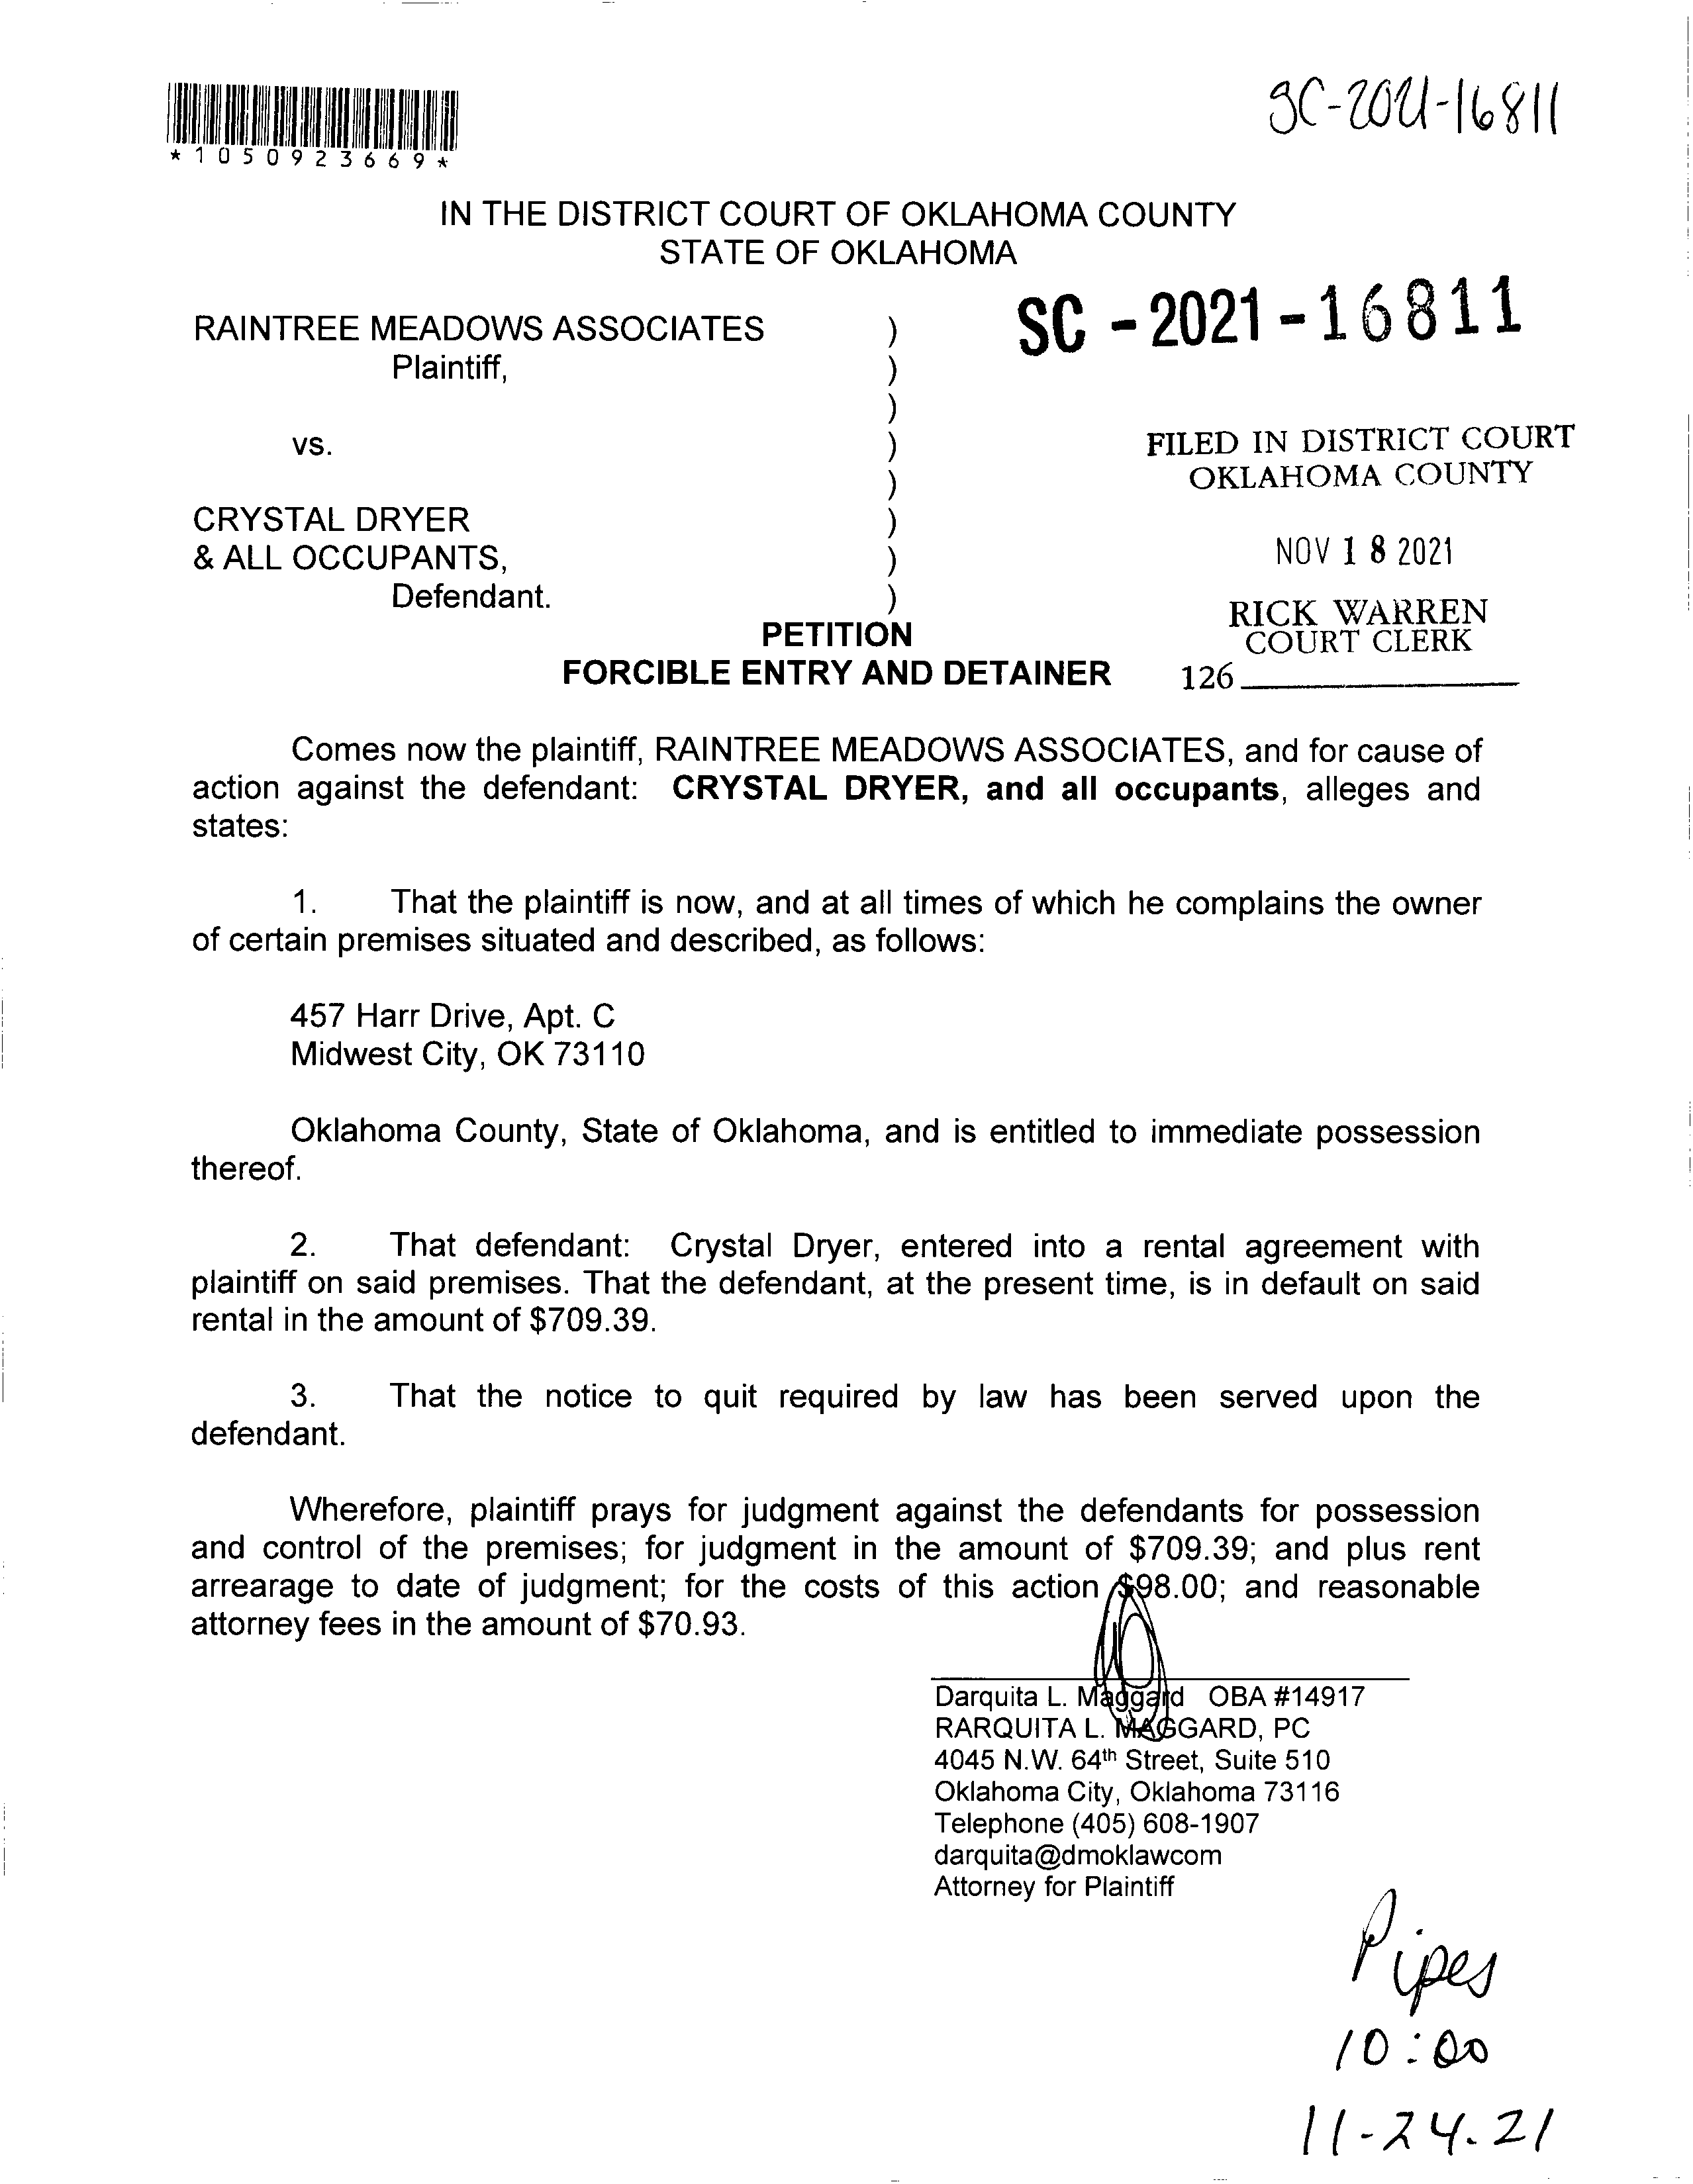 SC-2021-16811
*1050923669*
IN THE DISTRICT COURT OF OKLAHOMA COUNTY
STATE OF OKLAHOMA
SC-2021-16811
RAINTREE MEADOWS ASSOCIATES )
Plaintiff, )
)
vs. )
)
CRYSTAL DRYER )
& ALL OCCUPANTS, )
Defendant. )
FILED IN DISTRICT COURT
OKLAHOMA COUNTY
NOV 18 2021
RICK WARREN
COURT CLERK
126
PETITION
FORCIBLE ENTRY AND DETAINER
Comes now the plaintiff, RAINTREE MEADOWS ASSOCIATES, and for cause of
action against the defendant: CRYSTAL DRYER, and all occupants, alleges and
states:
1. That the plaintiff is now, and at all times of which he complains the owner
of certain premises situated and described, as follows:
457 Harr Drive, Apt. C
Midwest City, OK 73110
Oklahoma County, State of Oklahoma, and is entitled to immediate possession
thereof.
2. That defendant: Crystal Dryer, entered into a rental agreement with
plaintiff on said premises. That the defendant, at the present time, is in default on said
rental in the amount of $709.39.
3. That the notice to quit required by law has been served upon the
defendant.
Wherefore, plaintiff prays for judgment against the defendants for possession
and control of the premises; for judgment in the amount of $709.39; and plus rent
arrearage to date of judgment; for the costs of this action $98.00; and reasonable
attorney fees in the amount of $70.93.
Darquita L. Maggard OBA #14917
RARQUITA L. MAGGARD, PC
4045 N.W. 64th Street, Suite 510
Oklahoma City, Oklahoma 73116
Telephone (405) 608-1907
darquita@dmoklawcom
Attorney for Plaintiff
Pipes
10:00
11-24.21